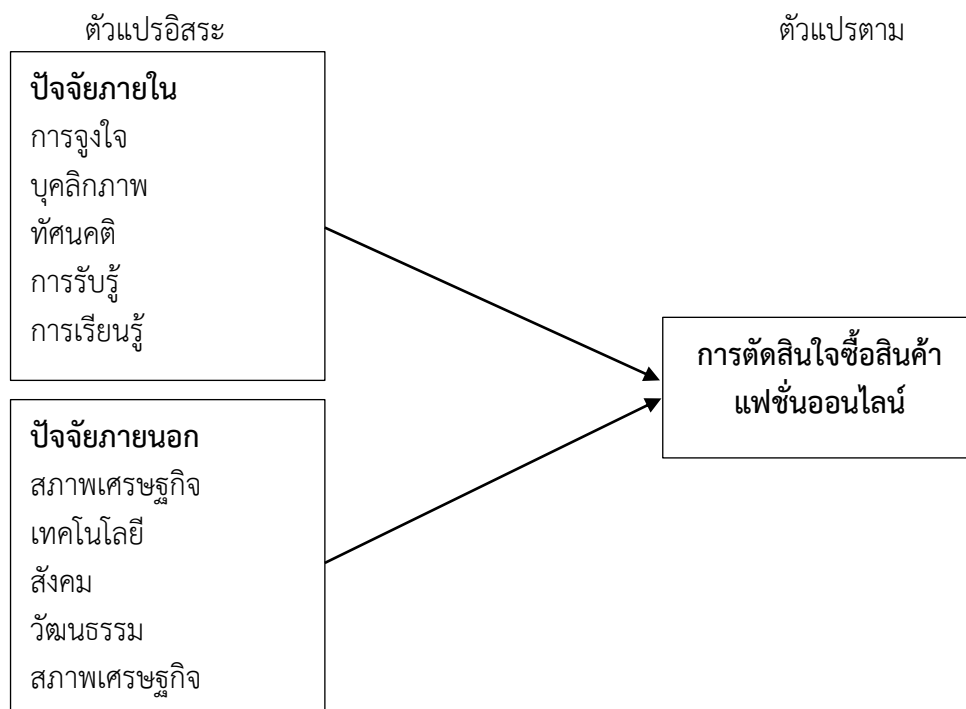 ตัวแปรอิสระ
ปัจจัยภายใน
การจูงใจ
บุคลิกภาพ
ทัศนคติ
การรับรู้
การเรียนรู้
ปัจจัยภายนอก
สภาพเศรษฐกิจ
เทคโนโลยี
สังคม
วัฒนธรรม
สภาพเศรษฐกิจ
ตัวแปรตาม
การตัดสินใจซื้อสินค้า
แฟชั่นออนไลน์